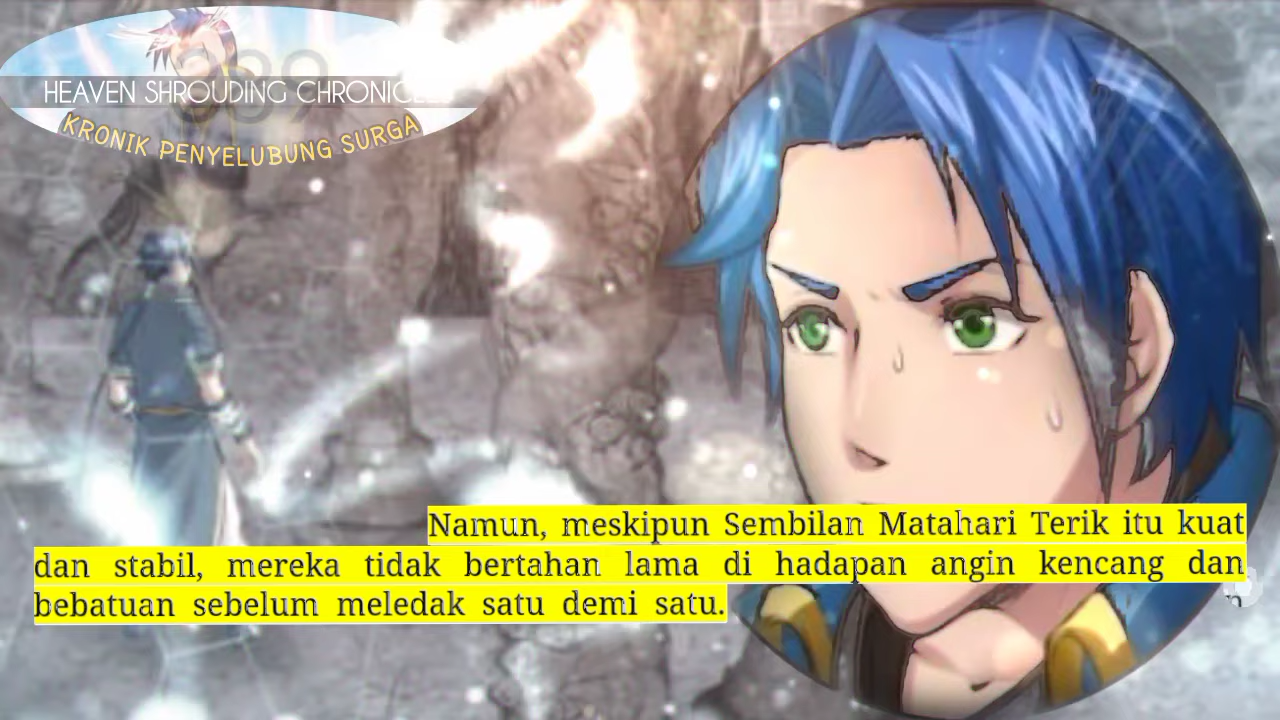 HEAVEN SHROUDING CHRONICLES
KRONIK PENYELUBUNG SURGA
Namun, meskipun Sembilan Matahari Terik itu kuat
dan stabil, mereka tidak bertahan lama di hadapan angin kencang dan
bebatuan sebelum meledak satu demi satu.